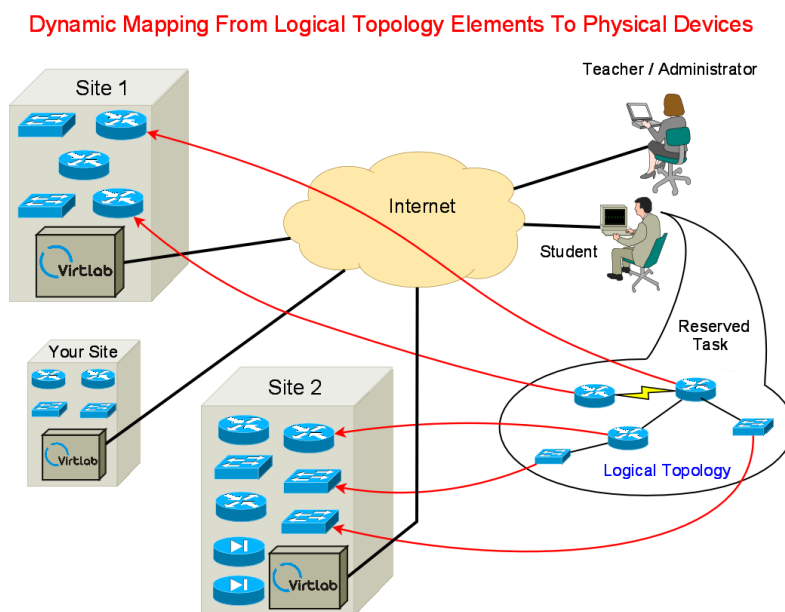 Dynamic Mapping From Logical Topology Elements To Physical Devices
Teacher / Administrator
Site 1
Internet
Student
Virtlab
Reserved
Task
Your Site
Site 2
Virtlab
Logical Topology
Virtlab